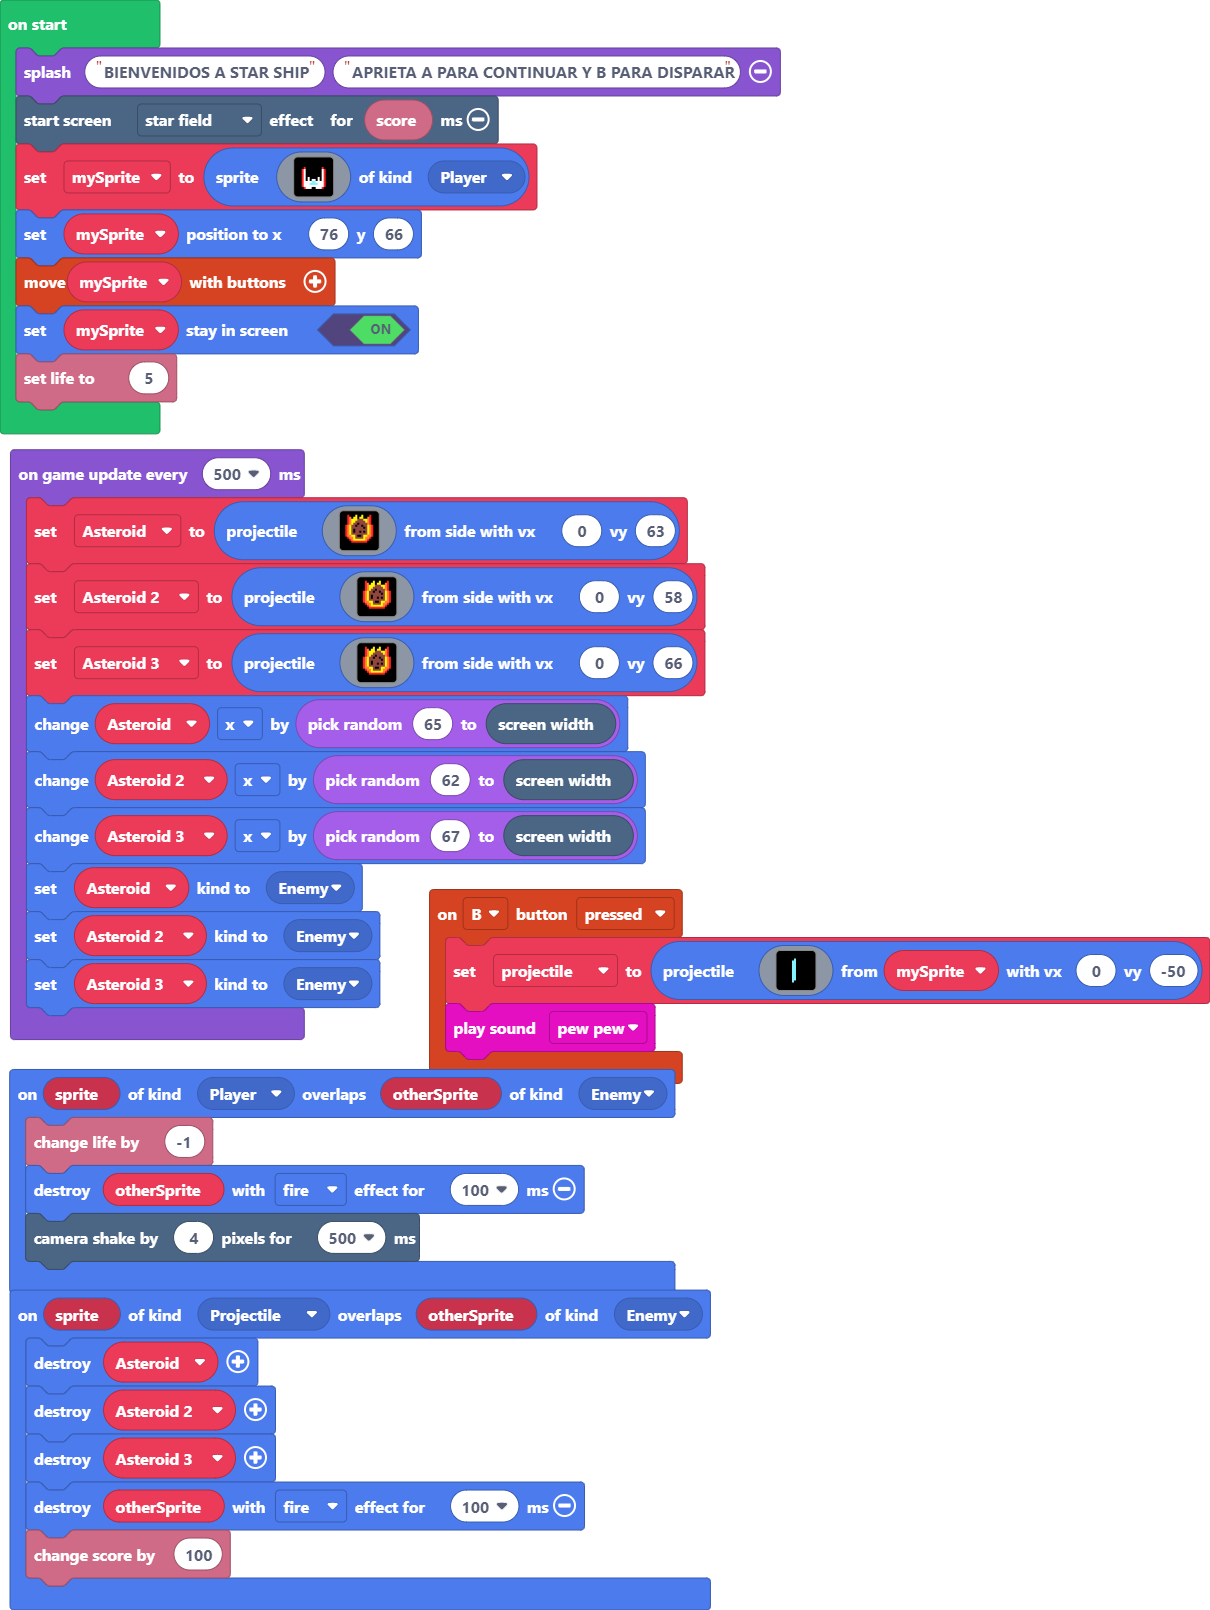 on start
splash "BIENVENIDOS A STAR SHIP" "APRIETA A PARA CONTINUAR Y B PARA DISPARAR"
start screen star field effect for score ms
set mySprite to sprite of kind Player
set mySprite position to x 76 y 66
move mySprite with buttons
set mySprite stay in screen ON
set life to 5
on game update every 500 ms
set Asteroid to projectile from side with vx 0 vy 63
set Asteroid 2 to projectile from side with vx 0 vy 58
set Asteroid 3 to projectile from side with vx 0 vy 66
change Asteroid x by pick random 65 to screen width
change Asteroid 2 x by pick random 62 to screen width
change Asteroid 3 x by pick random 67 to screen width
set Asteroid kind to Enemy
set Asteroid 2 kind to Enemy
set Asteroid 3 kind to Enemy
on B button pressed
set projectile to projectile from mySprite with vx 0 vy -50
play sound pew pew
on sprite of kind Player overlaps otherSprite of kind Enemy
change life by -1
destroy otherSprite with fire effect for 100 ms
camera shake by 4 pixels for 500 ms
on sprite of kind Projectile overlaps otherSprite of kind Enemy
destroy Asteroid
destroy Asteroid 2
destroy Asteroid 3
destroy otherSprite with fire effect for 100 ms
change score by 100